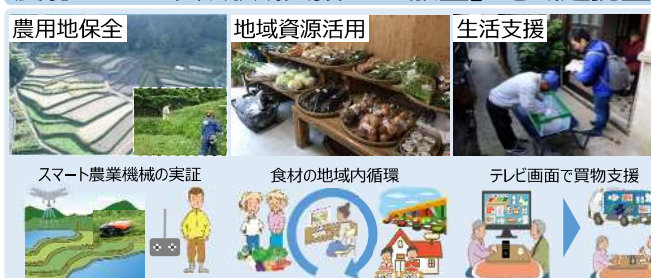 農用地保全
地域資源活用
生活支援
スマート農業機械の実証
食材の地域内循環
テレビ画面で買物支援